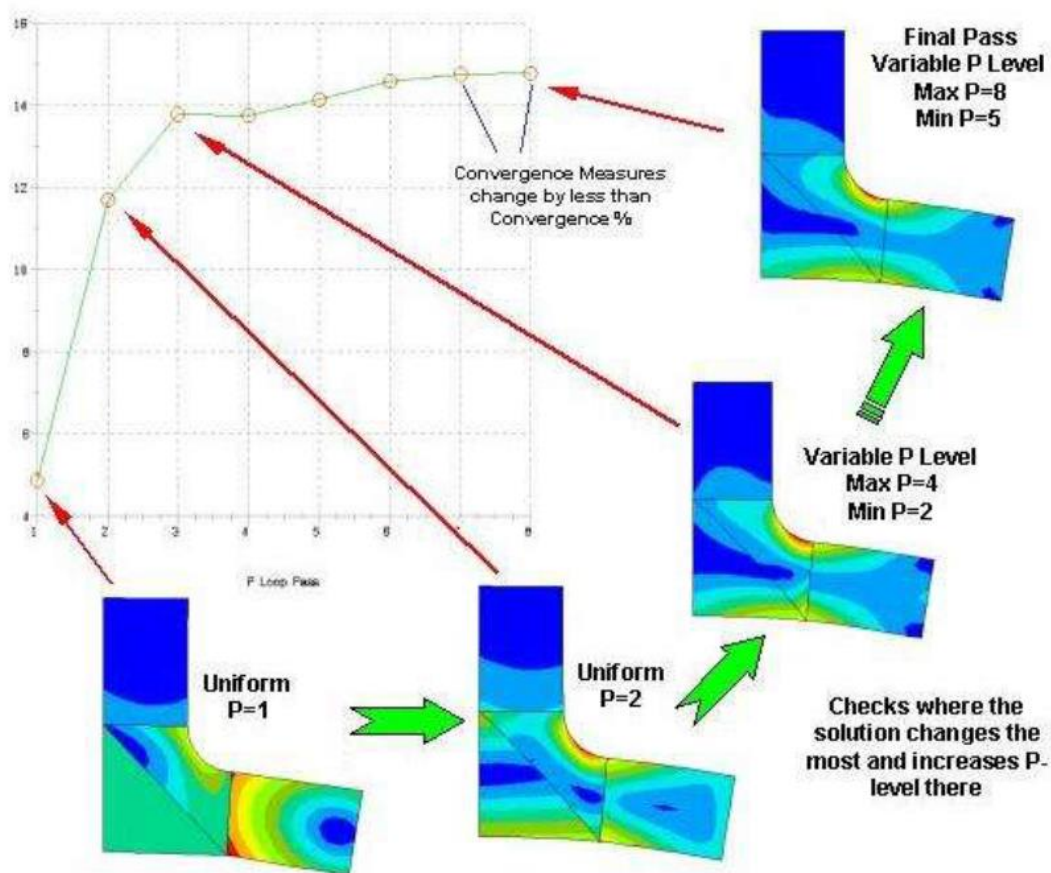 16
14
12
10
8
6
4
1
2
3
4
5
6
7
8
P Loop Pass
Convergence Measures
change by less than
Convergence %
Final Pass
Variable P Level
Max P=8
Min P=5
Variable P Level
Max P=4
Min P=2
Uniform
P=1
Uniform
P=2
Checks where the
solution changes the
most and increases P-
level there